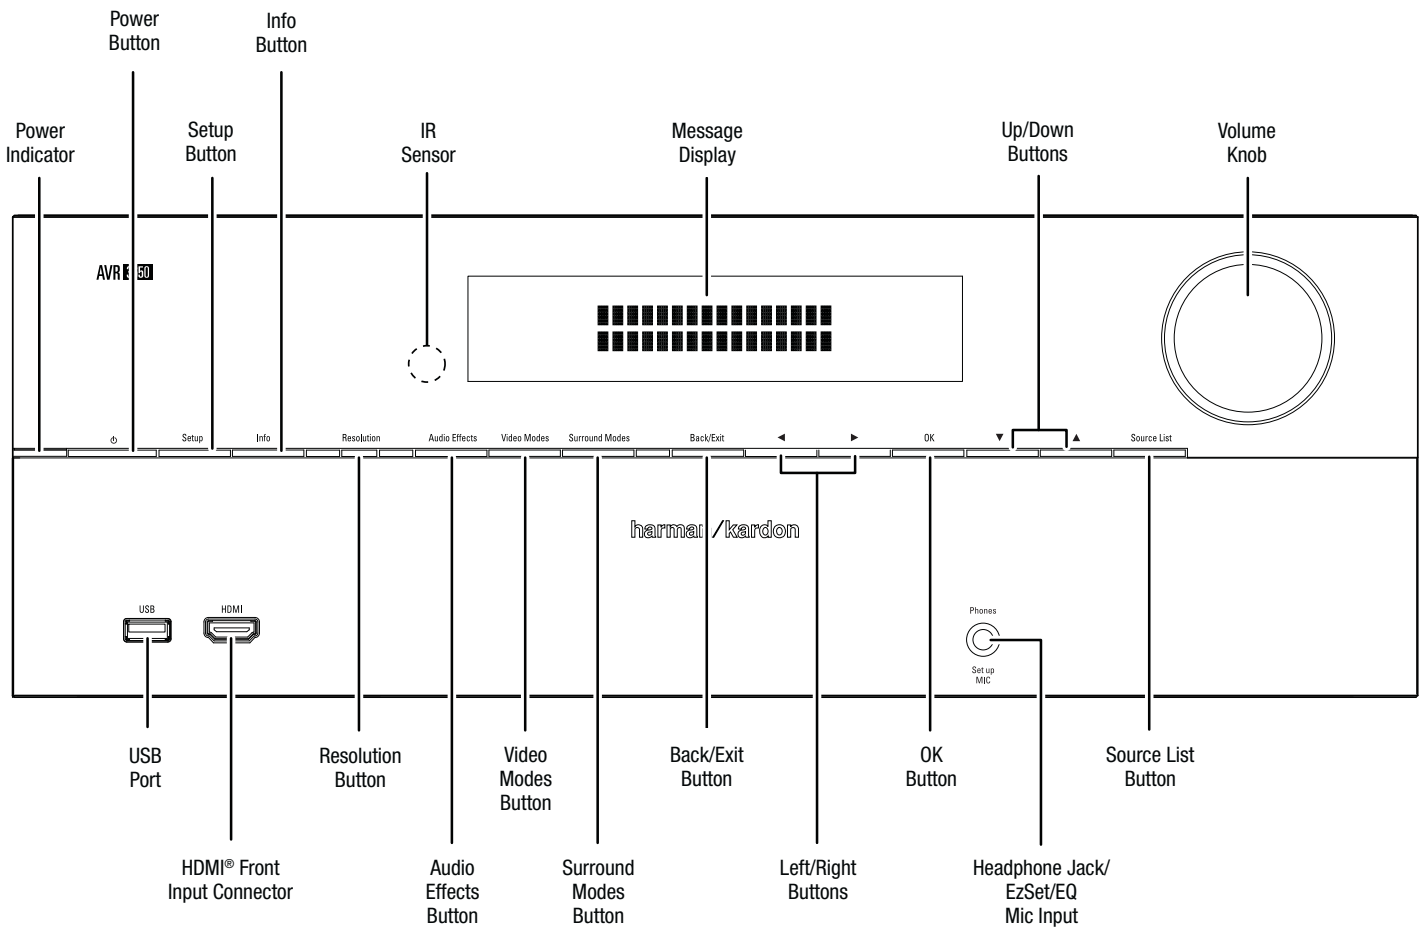 Power
Button
Info
Button
Power
Indicator
Setup
Button
IR
Sensor
Message
Display
Up/Down
Buttons
Volume
Knob
AVR
Setup
Info
Resolution
Audio Effects
Video Modes
Surround Modes
Back/Exit
OK
Source List
harman/kardon
USB
HDMI
Phones
Set up
MIC
USB
Port
Resolution
Button
Video
Modes
Button
Back/Exit
Button
OK
Button
Source List
Button
HDMI® Front
Input Connector
Audio
Effects
Button
Surround
Modes
Button
Left/Right
Buttons
Headphone Jack/
EzSet/EQ
Mic Input